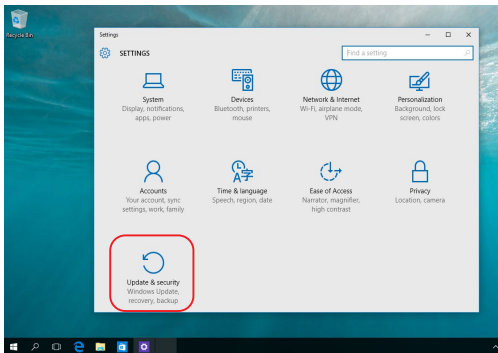 Recycle Bin
Settings
SETTINGS
Find a setting
System
Display, notifications,
apps, power
Devices
Bluetooth, printers,
mouse
Network & Internet
Wi-Fi, airplane mode,
VPN
Personalization
Background, lock
screen, colors
Accounts
Your account, sync
settings, work, family
Time & language
Speech, region, date
Ease of Access
Narrator, magnifier,
high contrast
Privacy
Location, camera
Update & security
Windows Update,
recovery, backup